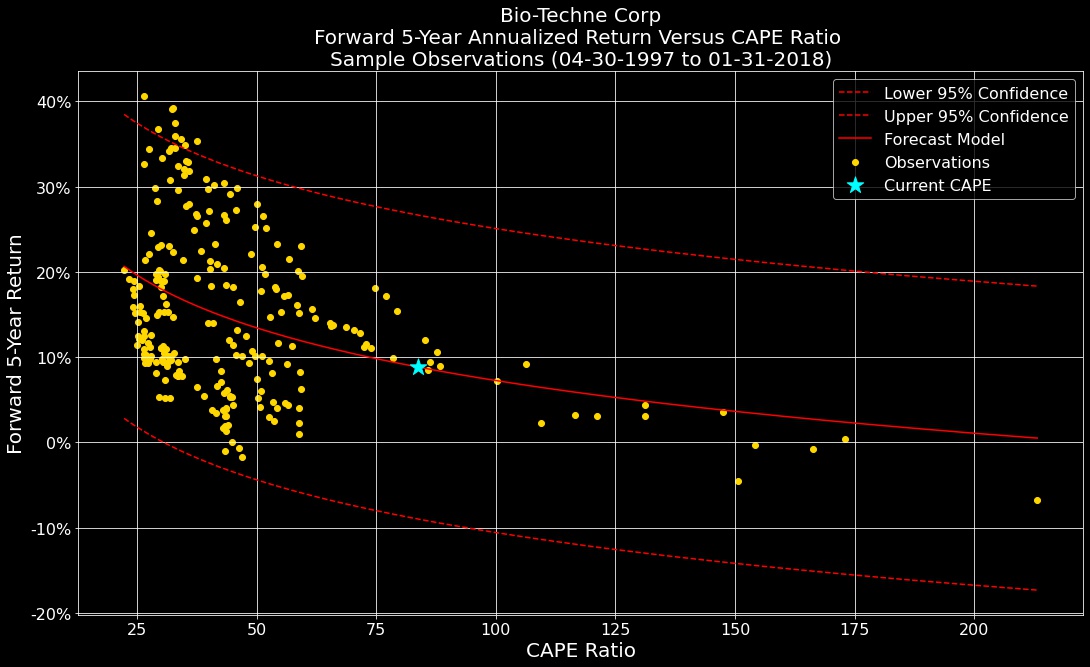 Bio-Techne Corp
Forward 5-Year Annualized Return Versus CAPE Ratio
Sample Observations (04-30-1997 to 01-31-2018)
Lower 95% Confidence
Upper 95% Confidence
Forecast Model
Observations
Current CAPE
Forward 5-Year Return
40%
30%
20%
10%
0%
-10%
-20%
25 50 75 100 125 150 175 200
CAPE Ratio